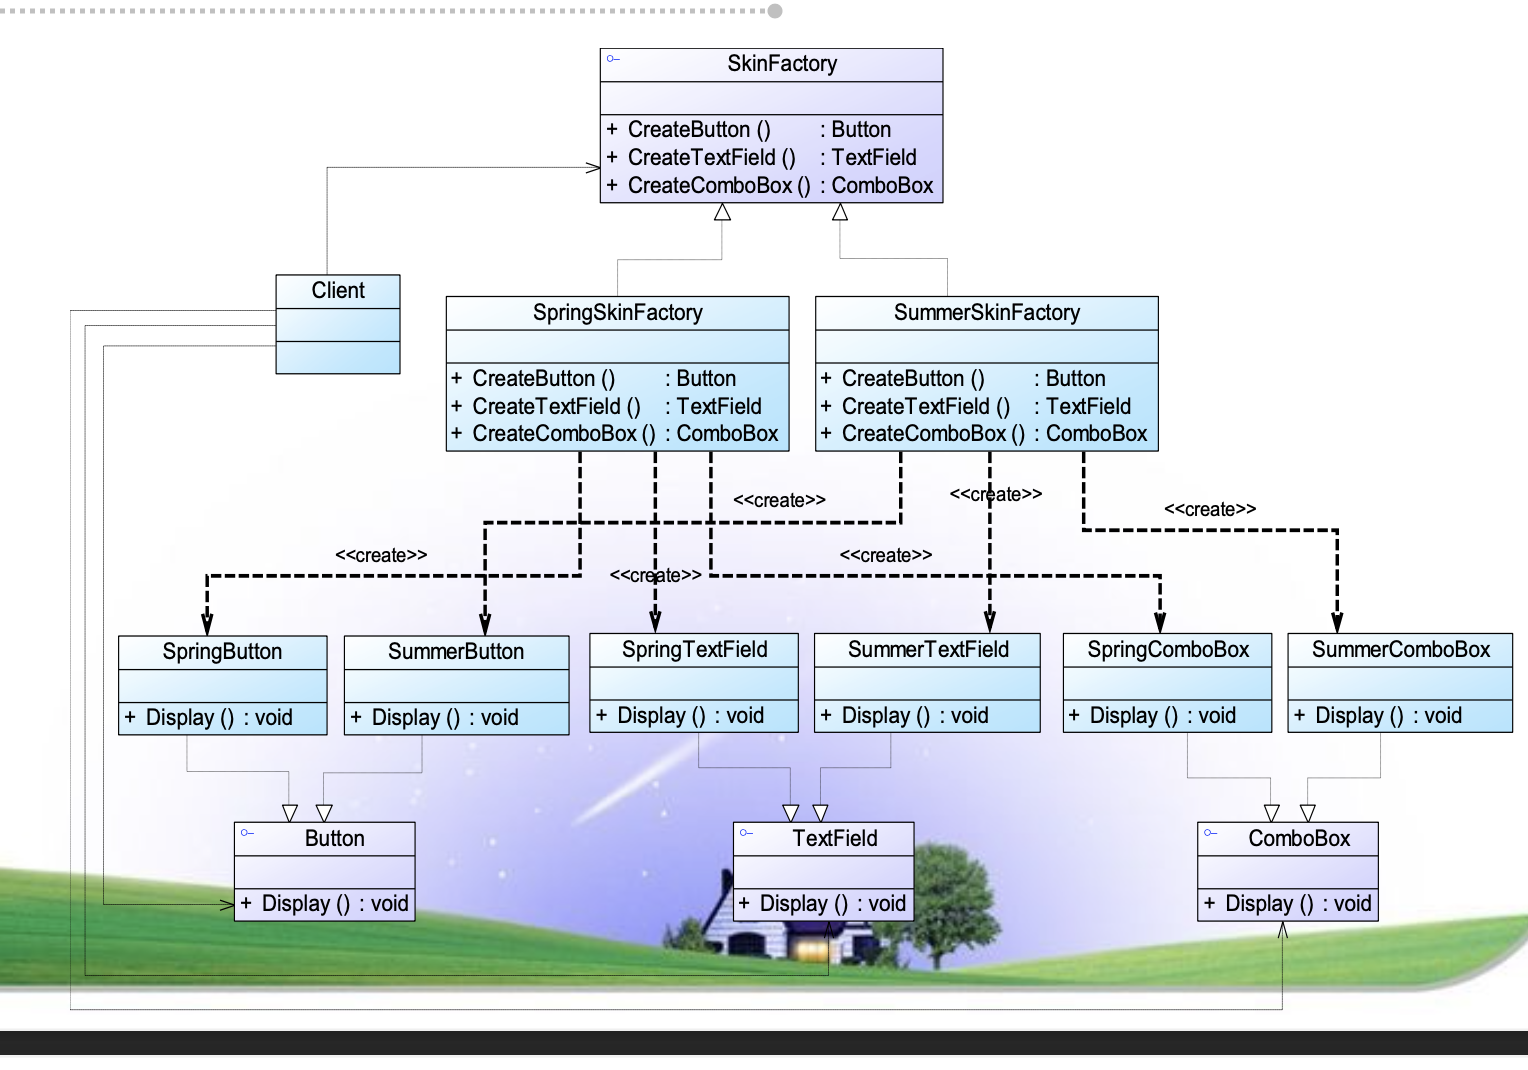 SkinFactory
+ CreateButton () : Button
+ CreateTextField () : TextField
+ CreateComboBox () : ComboBox
Client
SpringSkinFactory
+ CreateButton () : Button
+ CreateTextField () : TextField
+ CreateComboBox () : ComboBox
SummerSkinFactory
+ CreateButton () : Button
+ CreateTextField () : TextField
+ CreateComboBox () : ComboBox
<<create>>
<<create>>
<<create>>
<<create>>
<<create>>
<<create>>
SpringButton
+ Display () : void
SummerButton
+ Display () : void
SpringTextField
+ Display () : void
SummerTextField
+ Display () : void
SpringComboBox
+ Display () : void
SummerComboBox
+ Display () : void
Button
+ Display () : void
TextField
+ Display () : void
ComboBox
+ Display () : void